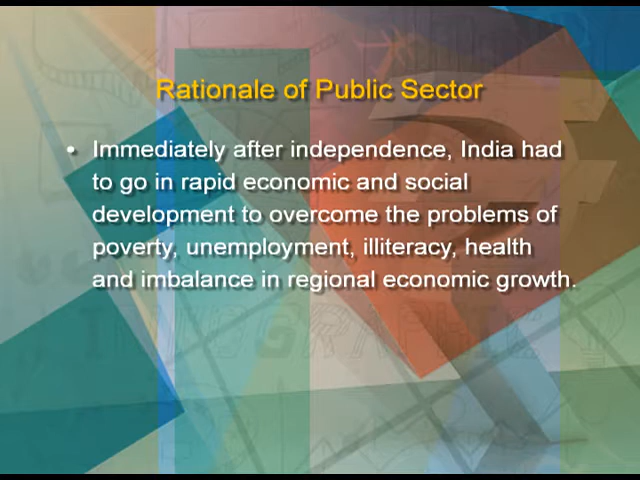 Rationale of Public Sector
• Immediately after independence, India had
to go in rapid economic and social
development to overcome the problems of
poverty, unemployment, illiteracy, health
and imbalance in regional economic growth.
INFOGRAPHIC